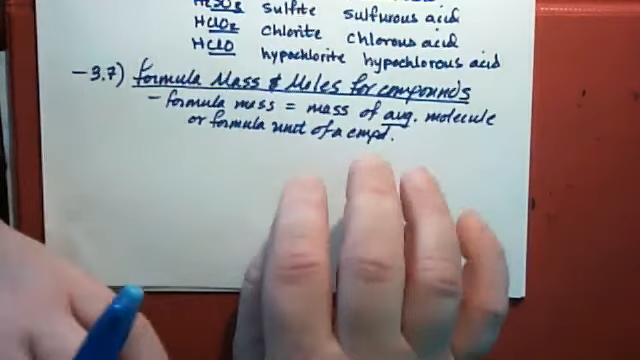 H₂SO₃ sulfite sulfurous acid
HClO₂ chlorite chlorous acid
HClO hypochlorite hypochlorous acid
- 3.7) Formula Mass & Moles for compounds
- formula mass = mass of avg. molecule
or formula unit of a cmpd.